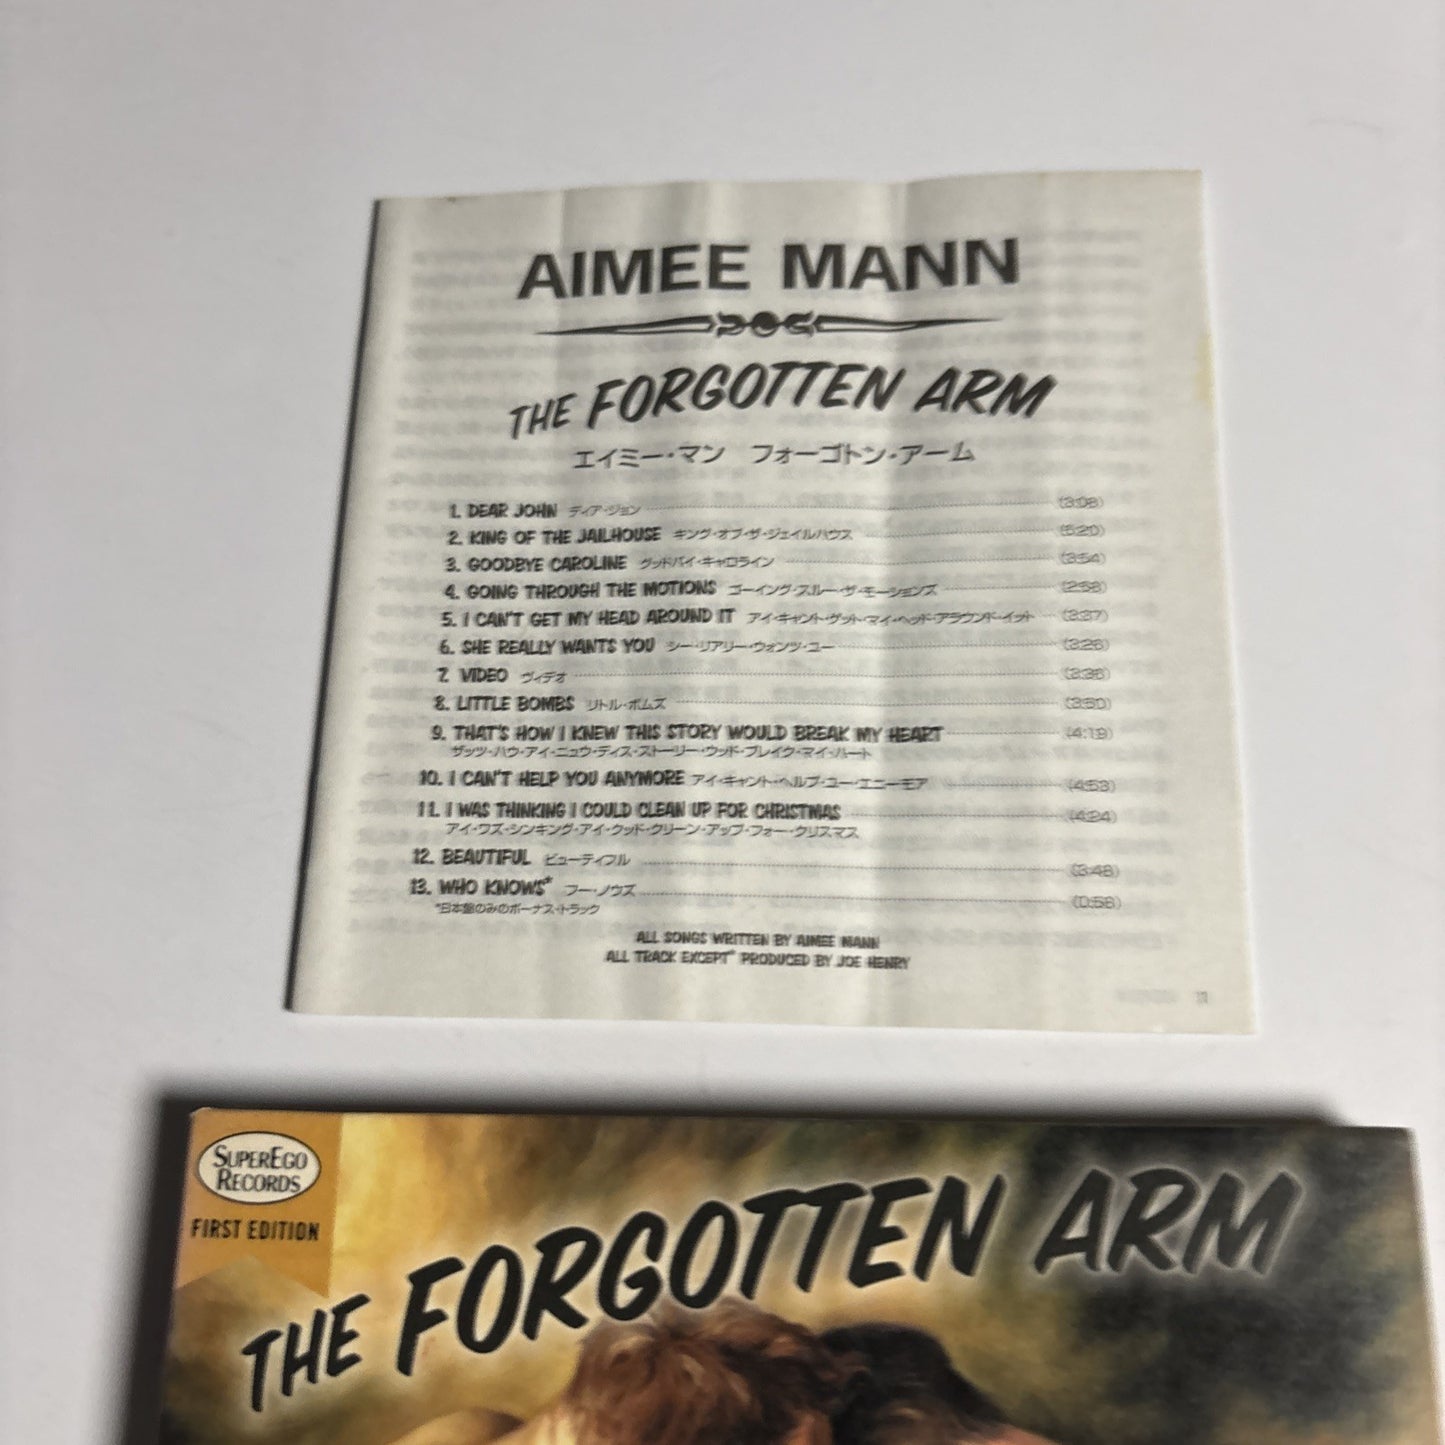 AIMEE MANN
THE FORGOTTEN ARM
エイミー・マン　フォーゴトン・アーム
1. DEAR JOHN ディア・ジョン (3:08)
2. KING OF THE JAILHOUSE キング・オブ・ザ・ジェイルハウス (5:20)
3. GOODBYE CAROLINE グッドバイ・キャロライン (3:54)
4. GOING THROUGH THE MOTIONS ゴーイング・スルー・ザ・モーションズ (2:58)
5. I CAN'T GET MY HEAD AROUND IT アイ・キャント・ゲット・マイ・ヘッド・アラウンド・イット (3:37)
6. SHE REALLY WANTS YOU シー・リアリー・ウォンツ・ユー (3:26)
7. VIDEO ヴィデオ (3:36)
8. LITTLE BOMBS リトル・ボムズ (3:50)
9. THAT'S HOW I KNEW THIS STORY WOULD BREAK MY HEART (4:19)
ザッツ・ハウ・アイ・ニュウ・ディス・ストーリー・ウッド・ブレイク・マイ・ハート
10. I CAN'T HELP YOU ANYMORE アイ・キャント・ヘルプ・ユー・エニーモア (4:53)
11. I WAS THINKING I COULD CLEAN UP FOR CHRISTMAS (4:24)
アイ・ワズ・シンキング・アイ・クッド・クリーン・アップ・フォー・クリスマス
12. BEAUTIFUL ビューティフル (3:48)
13. WHO KNOWS* フー・ノウズ (0:56)
*日本盤のみのボーナス・トラック
ALL SONGS WRITTEN BY AIMEE MANN
ALL TRACK EXCEPT* PRODUCED BY JOE HENRY
SUPEREGO
RECORDS
FIRST EDITION
THE FORGOTTEN ARM